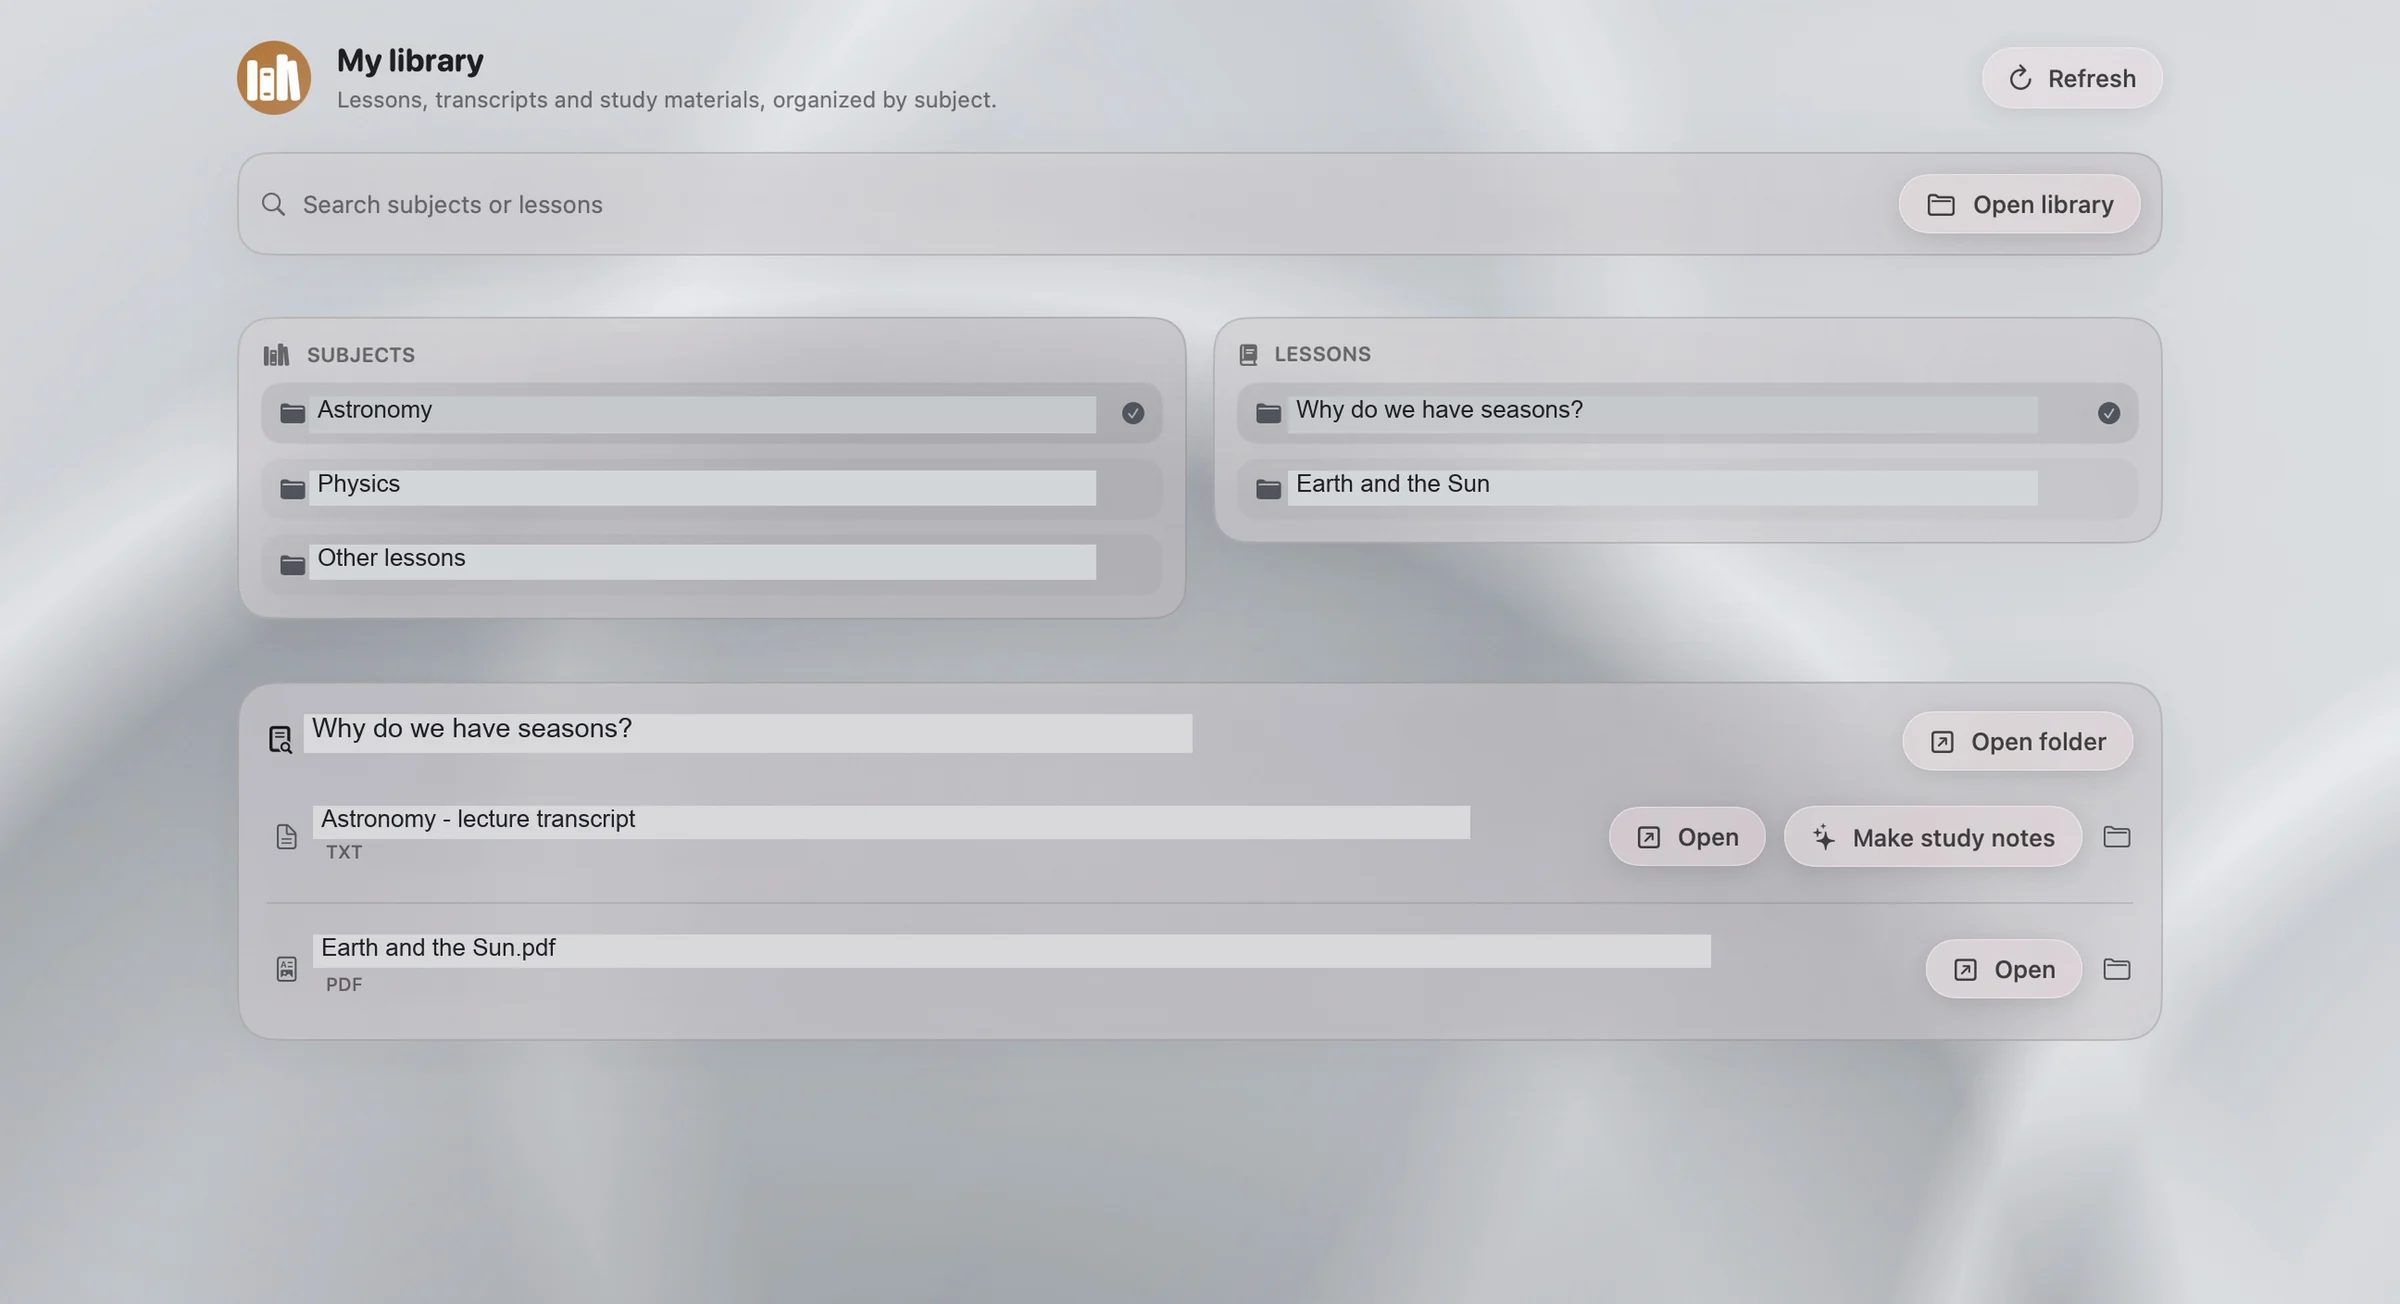 My library
Lessons, transcripts and study materials, organized by subject.
Refresh
Search subjects or lessons
Open library
SUBJECTS
Astronomy
Physics
Other lessons
LESSONS
Why do we have seasons?
Earth and the Sun
Why do we have seasons?
Open folder
Astronomy - lecture transcript
TXT
Open
Make study notes
Earth and the Sun.pdf
PDF
Open